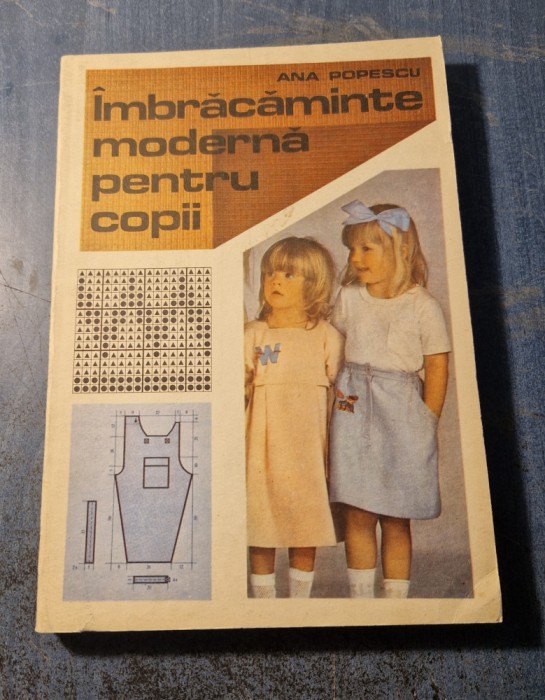 ANA POPESCU
Îmbrăcăminte
modernă
pentru
copii
W